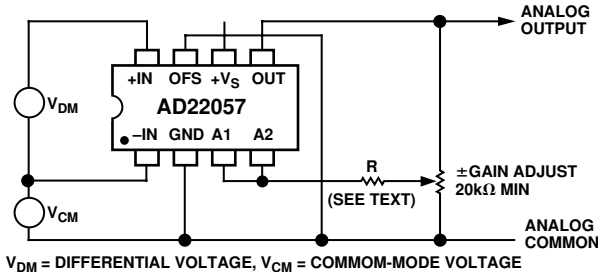 ANALOG
OUTPUT
+IN OFS +VS OUT
AD22057
–IN GND A1 A2
VDM
R
(SEE TEXT)
±GAIN ADJUST
20kΩ MIN
VCM
ANALOG
COMMON
VDM = DIFFERENTIAL VOLTAGE, VCM = COMMOM-MODE VOLTAGE